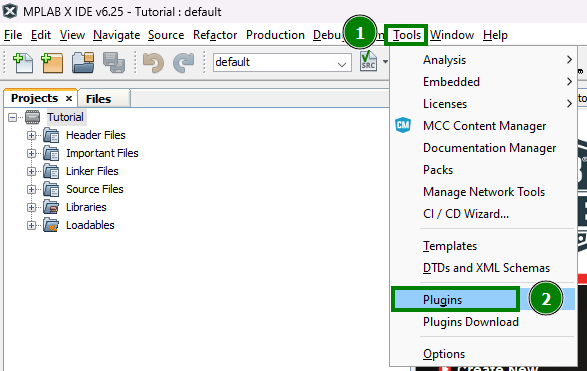 MPLAB X IDE v6.25 - Tutorial : default
File Edit View Navigate Source Refactor Production Tools Window Help
1
default
SRC
Projects × Files
Tutorial
Header Files
Important Files
Linker Files
Source Files
Libraries
Loadables
Analysis
Embedded
Licenses
CM MCC Content Manager
Documentation Manager
Packs
Manage Network Tools
CI / CD Wizard...
Templates
DTDs and XML Schemas
Plugins
2
Plugins Download
Options
Create New